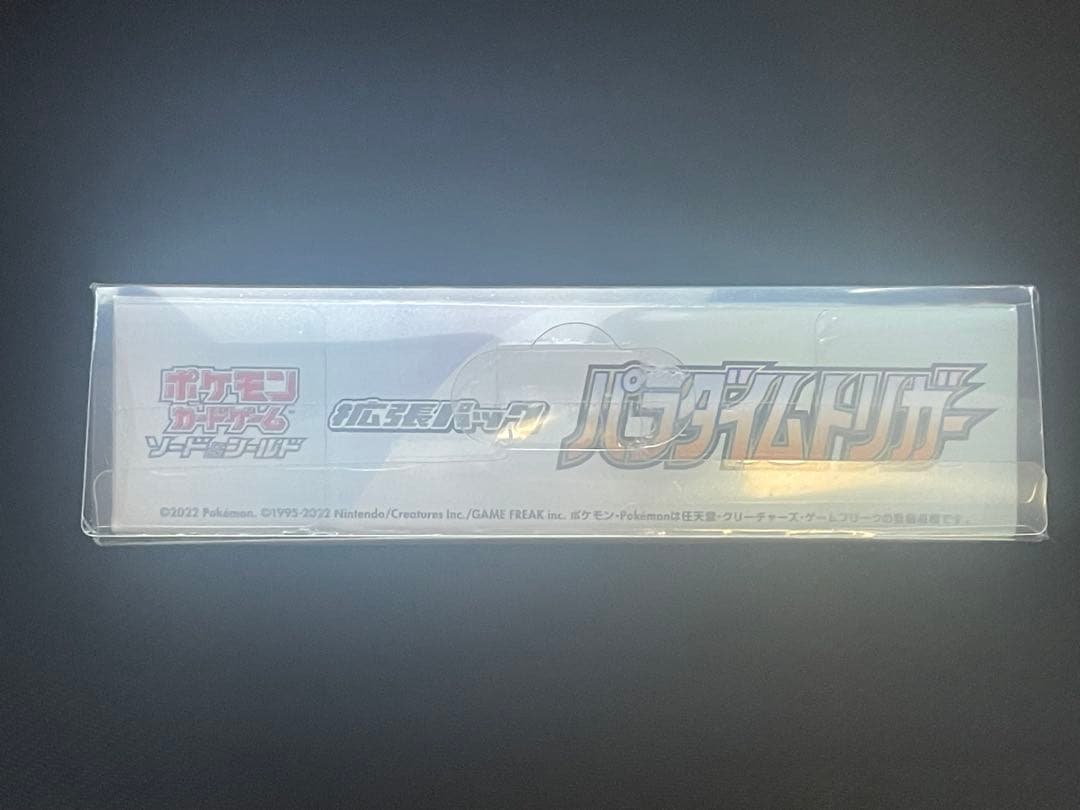 ポケモン
カードゲーム
ソード&シールド
拡張パック
パラダイムトリガー
©2022 Pokémon. ©1995-2022 Nintendo/Creatures Inc./GAME FREAK inc. ポケモン・Pokémonは任天堂・クリーチャーズ・ゲームフリークの登録商標です。